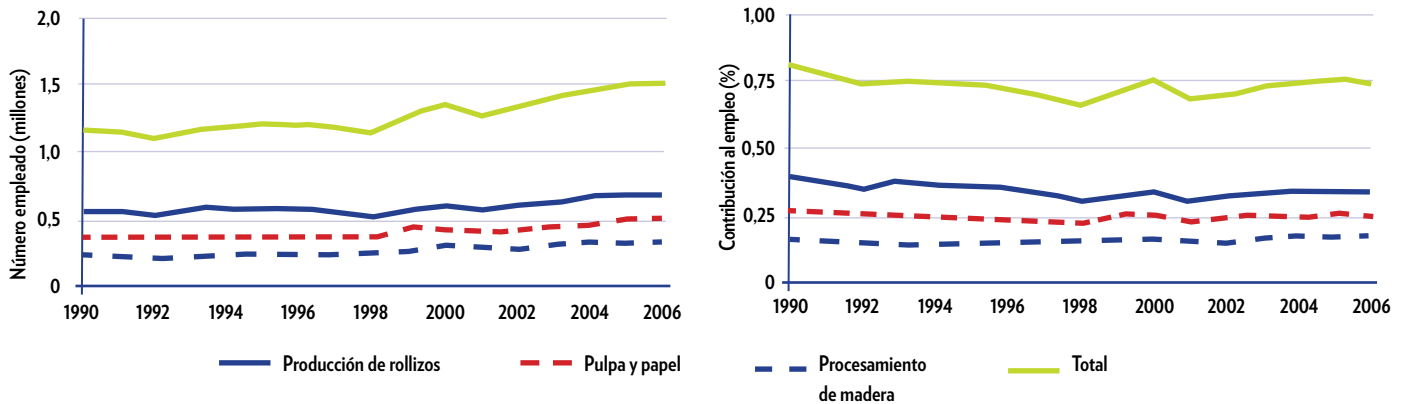 Número empleado (millones)
2,0
1,5
1,0
0,5
0
1990 1992 1994 1996 1998 2000 2002 2004 2006
Contribución al empleo (%)
1,00
0,75
0,50
0,25
0
1990 1992 1994 1996 1998 2000 2002 2004 2006
Producción de rollizos
Pulpa y papel
Procesamiento
de madera
Total